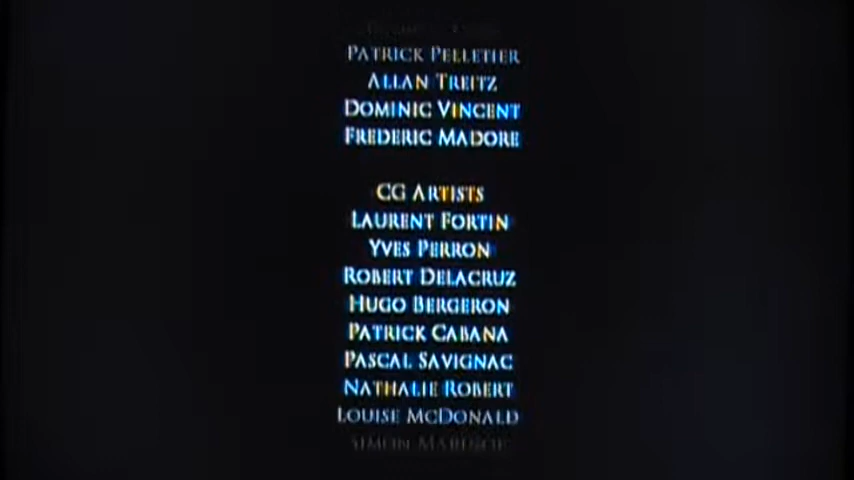 PATRICK PELLETIER
ALLAN TREITZ
DOMINIC VINCENT
FREDERIC MADORE
CG ARTISTS
LAURENT FORTIN
YVES PERRON
ROBERT DELACRUZ
HUGO BERGERON
PATRICK CABANA
PASCAL SAVIGNAC
NATHALIE ROBERT
LOUISE MCDONALD
SIMON